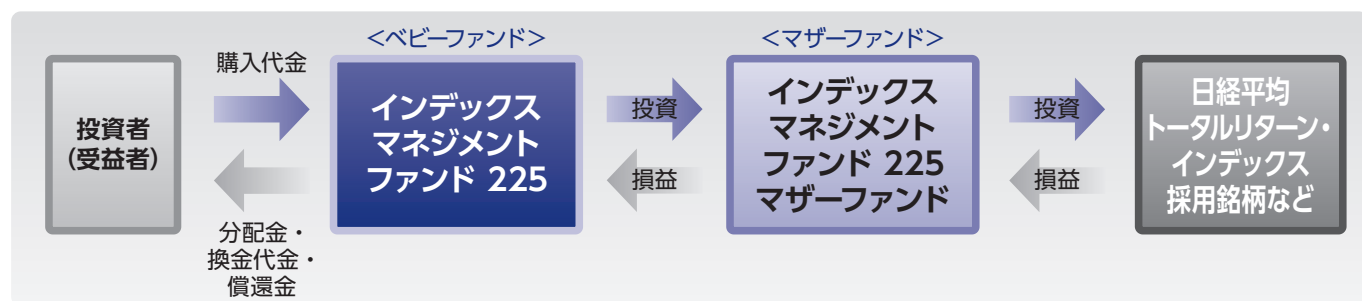 <ベビーファンド>
<マザーファンド>
投資者
(受益者)
購入代金
分配金・
換金代金・
償還金
インデックス
マネジメント
ファンド 225
投資
損益
インデックス
マネジメント
ファンド 225
マザーファンド
投資
損益
日経平均
トータルリターン・
インデックス
採用銘柄など